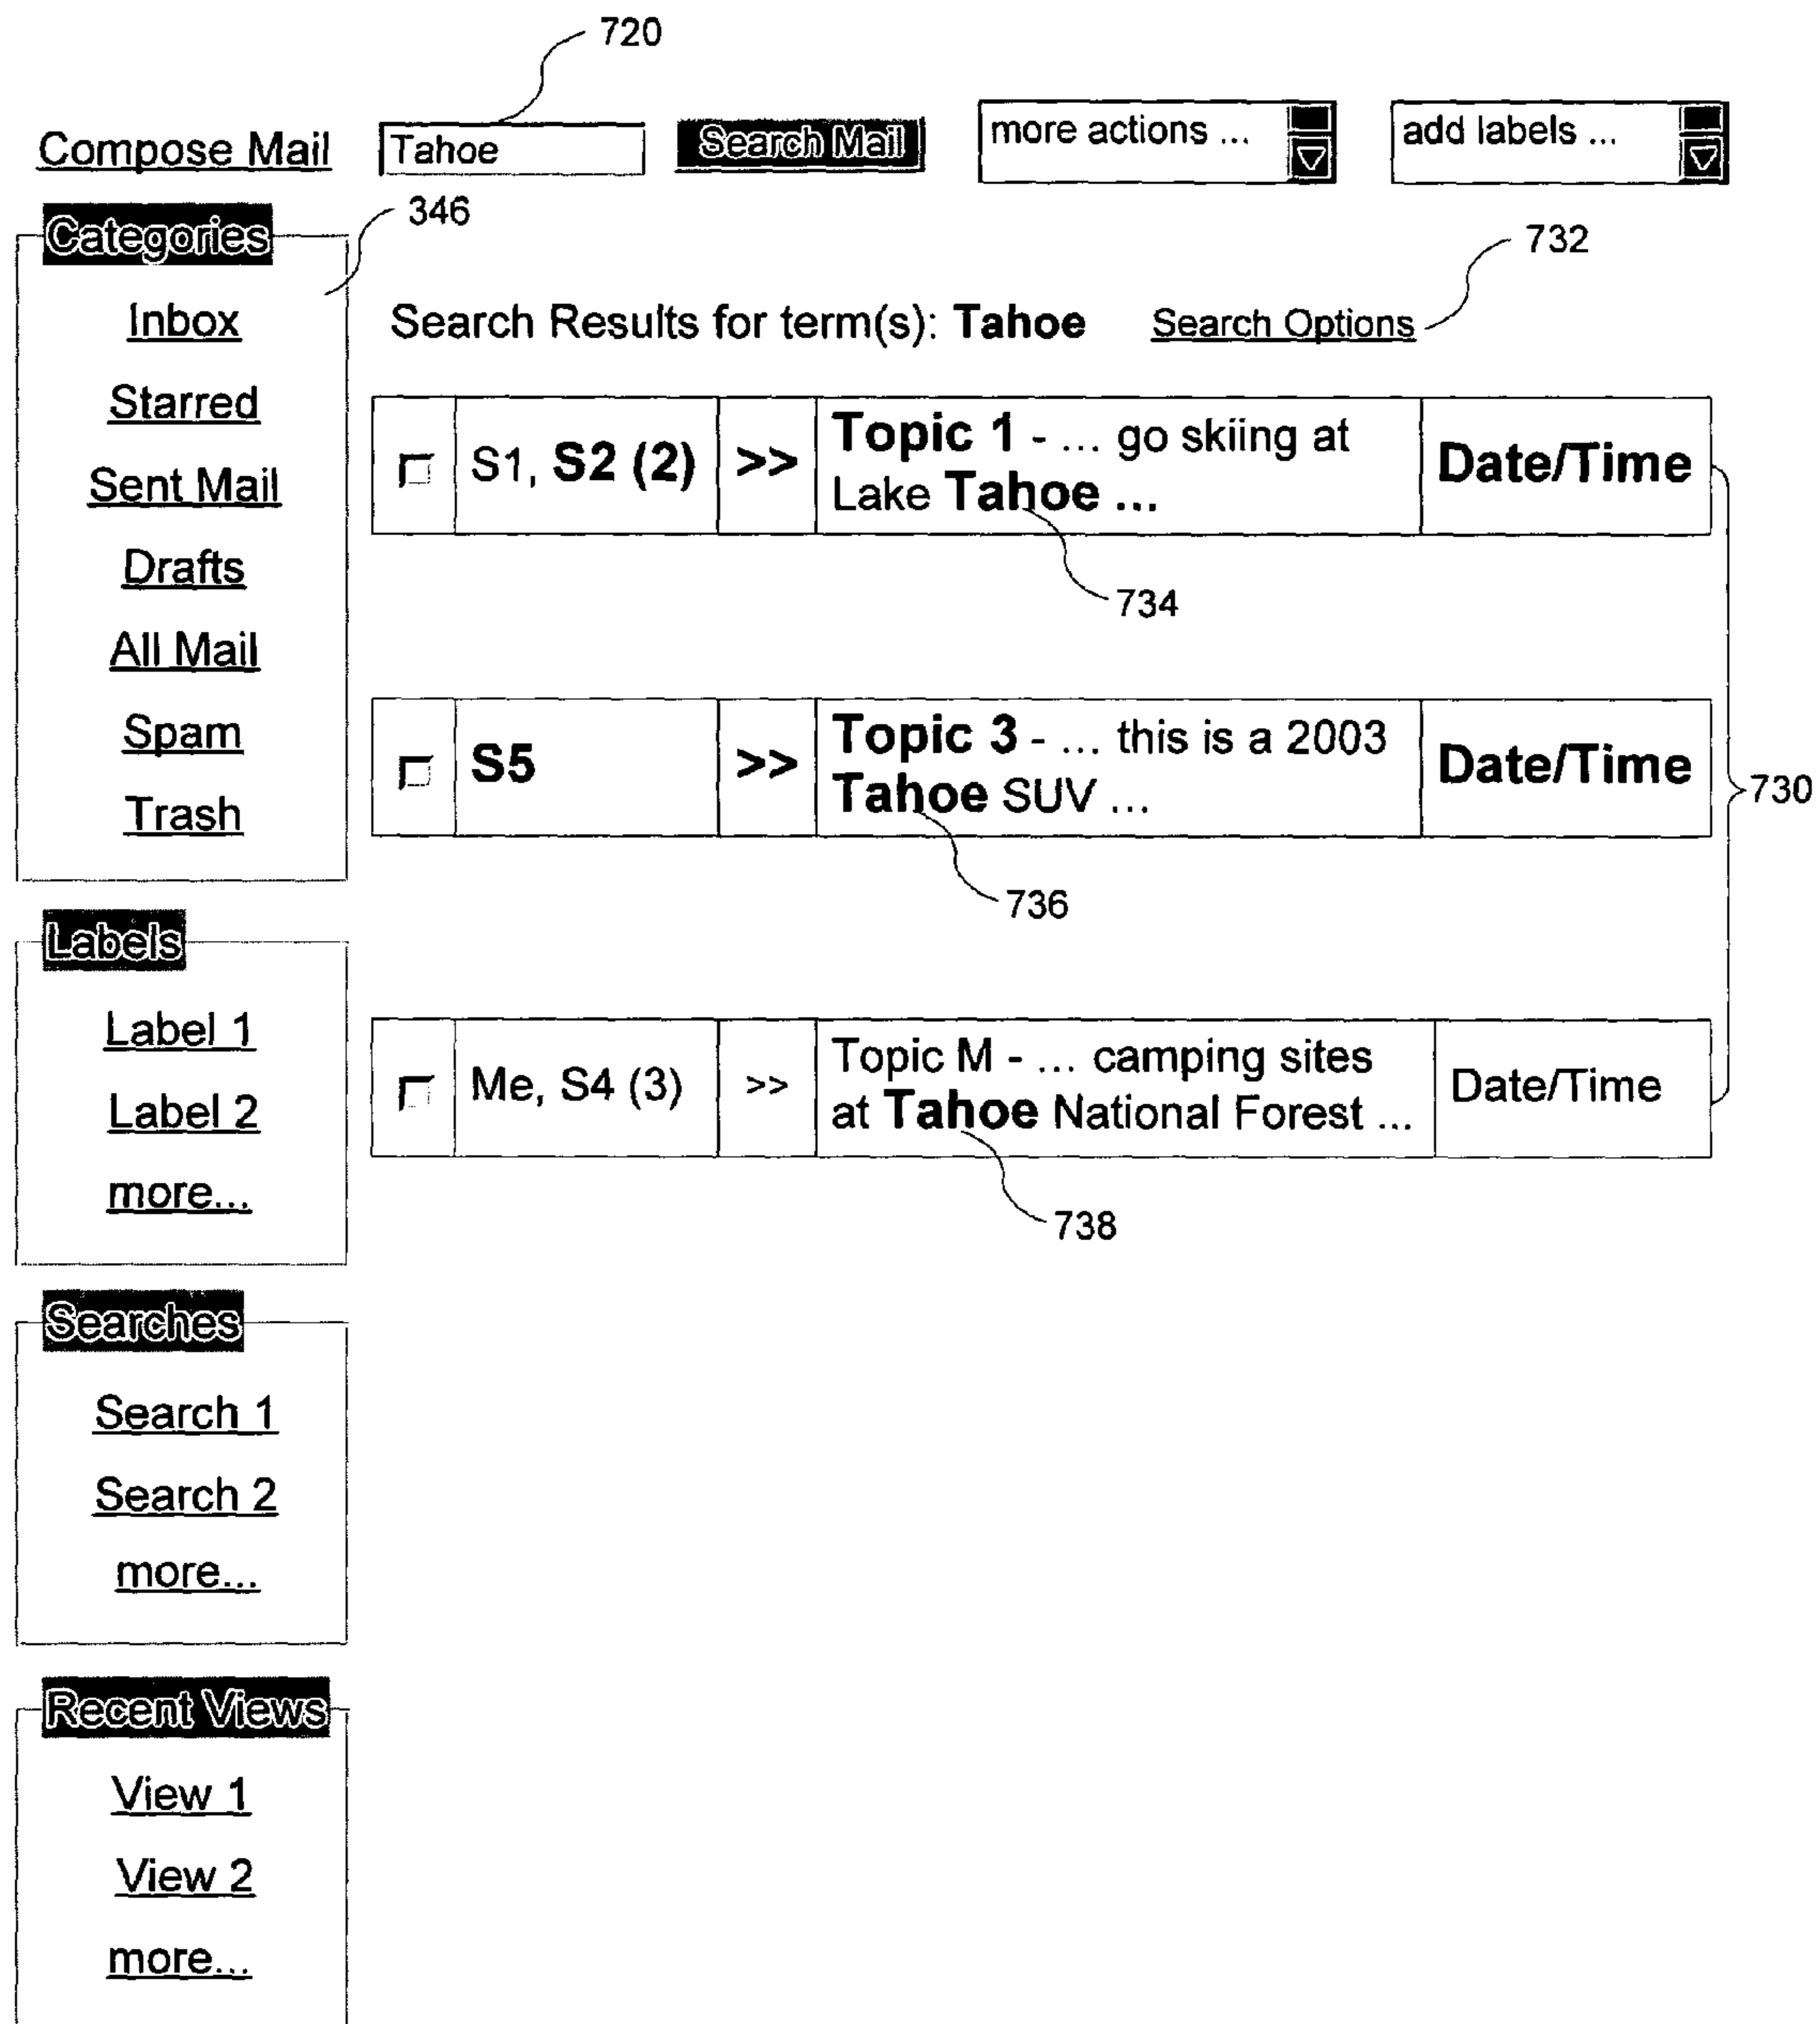 720
Compose Mail Tahoe Search Mail more actions ... add labels ...
Categories 346 732
Inbox Search Results for term(s): Tahoe Search Options
Starred
Sent Mail
Drafts
All Mail
Spam
Trash
S1, S2 (2) >> Topic 1 - ... go skiing at Date/Time
Lake Tahoe ...
734
S5 >> Topic 3 - ... this is a 2003 Date/Time
Tahoe SUV ...
730
736
Labels
Label 1
Label 2
more...
Me, S4 (3) >> Topic M - ... camping sites Date/Time
at Tahoe National Forest ...
738
Searches
Search 1
Search 2
more...
Recent Views
View 1
View 2
more...